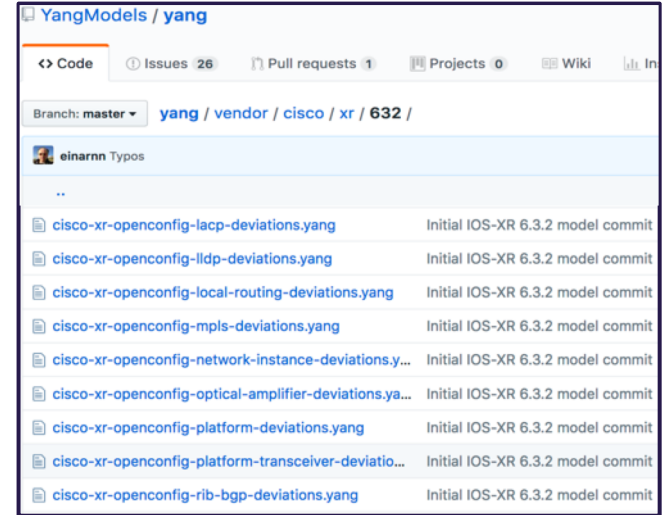 YangModels / yang
<> Code Issues 26 Pull requests 1 Projects 0 Wiki In
Branch: master yang / vendor / cisco / xr / 632 /
einarnn Typos
..
cisco-xr-openconfig-lacp-deviations.yang Initial IOS-XR 6.3.2 model commit
cisco-xr-openconfig-lldp-deviations.yang Initial IOS-XR 6.3.2 model commit
cisco-xr-openconfig-local-routing-deviations.yang Initial IOS-XR 6.3.2 model commit
cisco-xr-openconfig-mpls-deviations.yang Initial IOS-XR 6.3.2 model commit
cisco-xr-openconfig-network-instance-deviations.y... Initial IOS-XR 6.3.2 model commit
cisco-xr-openconfig-optical-amplifier-deviations.ya... Initial IOS-XR 6.3.2 model commit
cisco-xr-openconfig-platform-deviations.yang Initial IOS-XR 6.3.2 model commit
cisco-xr-openconfig-platform-transceiver-deviatio... Initial IOS-XR 6.3.2 model commit
cisco-xr-openconfig-rib-bgp-deviations.yang Initial IOS-XR 6.3.2 model commit